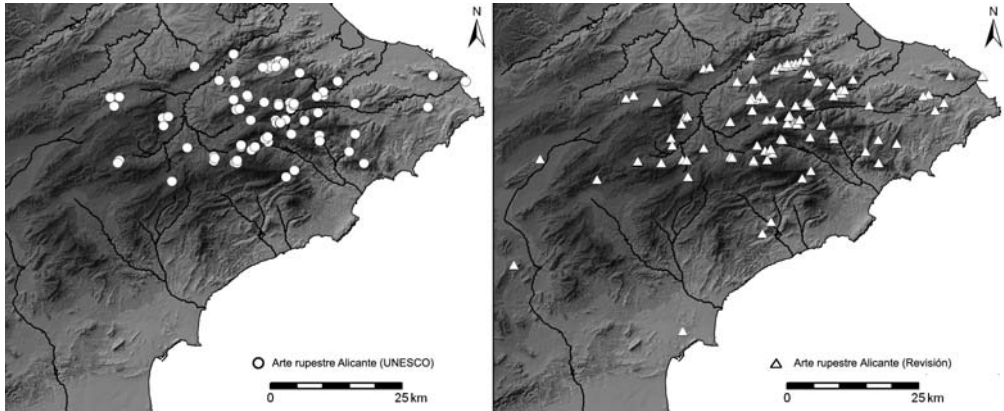 N
N
Arte rupestre Alicante (UNESCO)
Arte rupestre Alicante (Revisión)
0 25 km
0 25 km